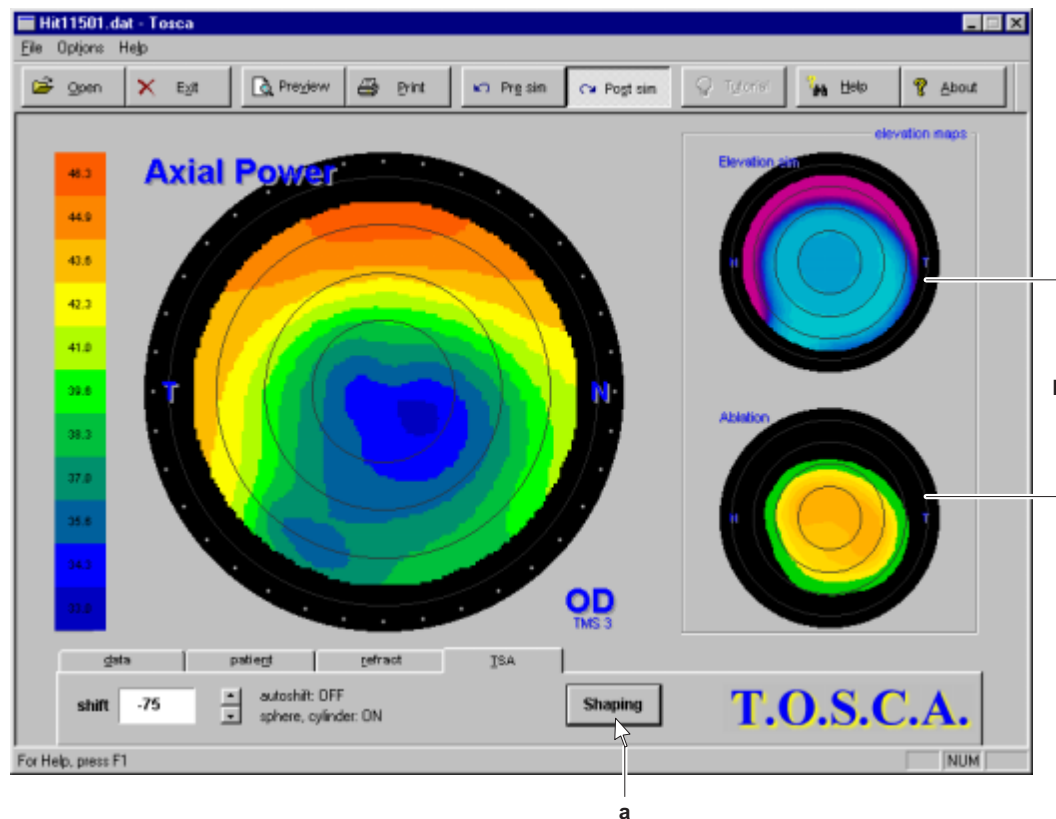 Hit11501.dat - Tosca
File Options Help
Open Exit Preview Print Pre sim Post sim Tutorial Help About
elevation maps
Axial Power
Elevation sim
46.3
44.9
43.6
42.3
41.0
39.6
38.3
37.0
35.6
34.3
33.0
T N
H T
Ablation
H T
OD
TMS 3
data patient refract TSA
shift -75
autoshift: OFF
sphere, cylinder: ON
Shaping
T.O.S.C.A.
For Help, press F1
NUM
a